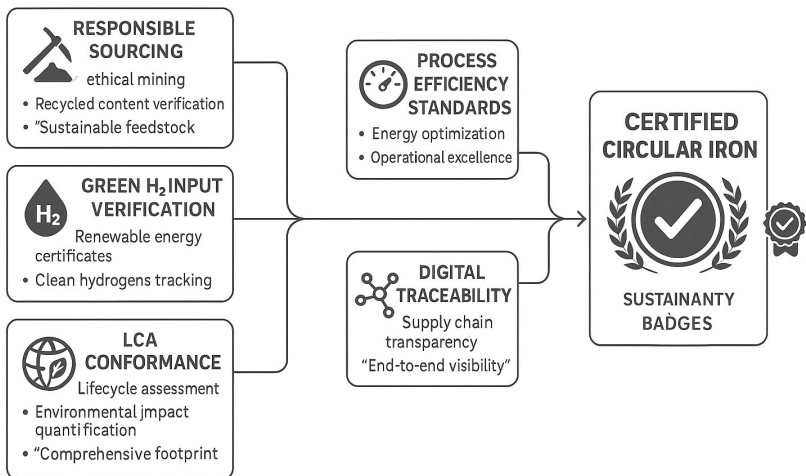 RESPONSIBLE
SOURCING
ethical mining
• Recycled content verification
• "Sustainable feedstock
GREEN H₂ INPUT
VERIFICATION
H₂
Renewable energy
certificates
• Clean hydrogens tracking
LCA
CONFORMANCE
Lifecycle assessment
• Environmental jmpact
quantification
• "Comprehensive footprint
PROCESS
EFFICIENCY
STANDARDS
• Energy optimization
• Operational excellence
DIGITAL
TRACEABILITY
Supply chain
transparency
"End-to-end visibility"
CERTIFIED
CIRCULAR IRON
SUSTAINANTY
BADGES